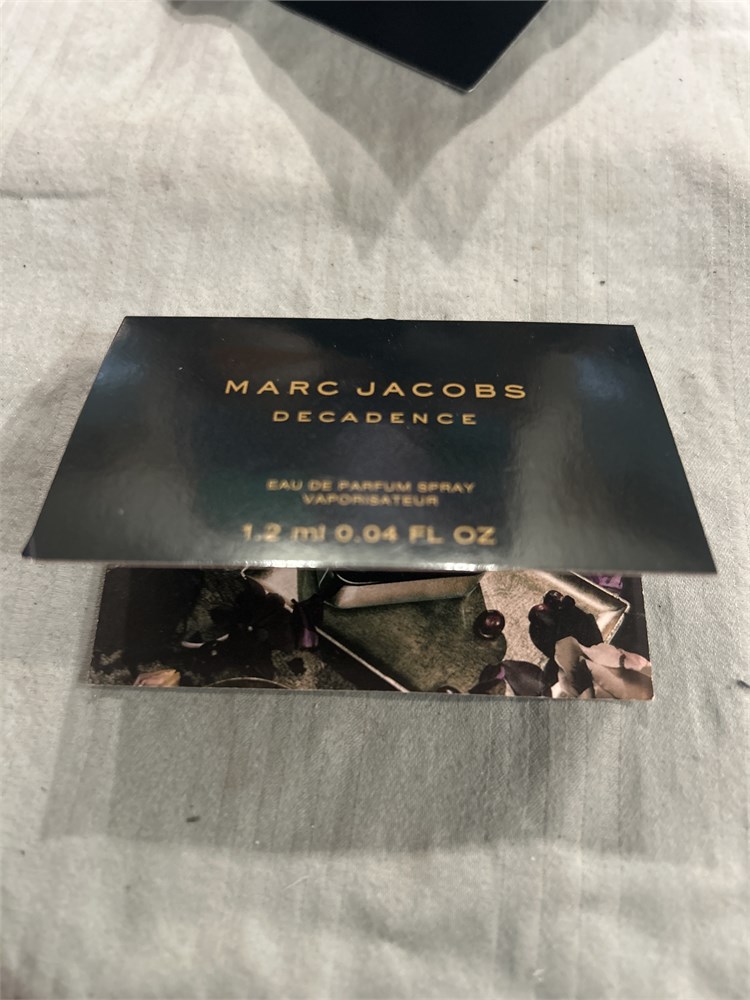 MARC JACOBS
DECADENCE
EAU DE PARFUM SPRAY
VAPORISATEUR
1.2 ml 0.04 FL OZ